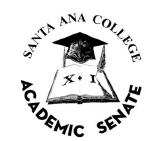 SANTA ANA COLLEGE
X • I
ACADEMIC SENATE